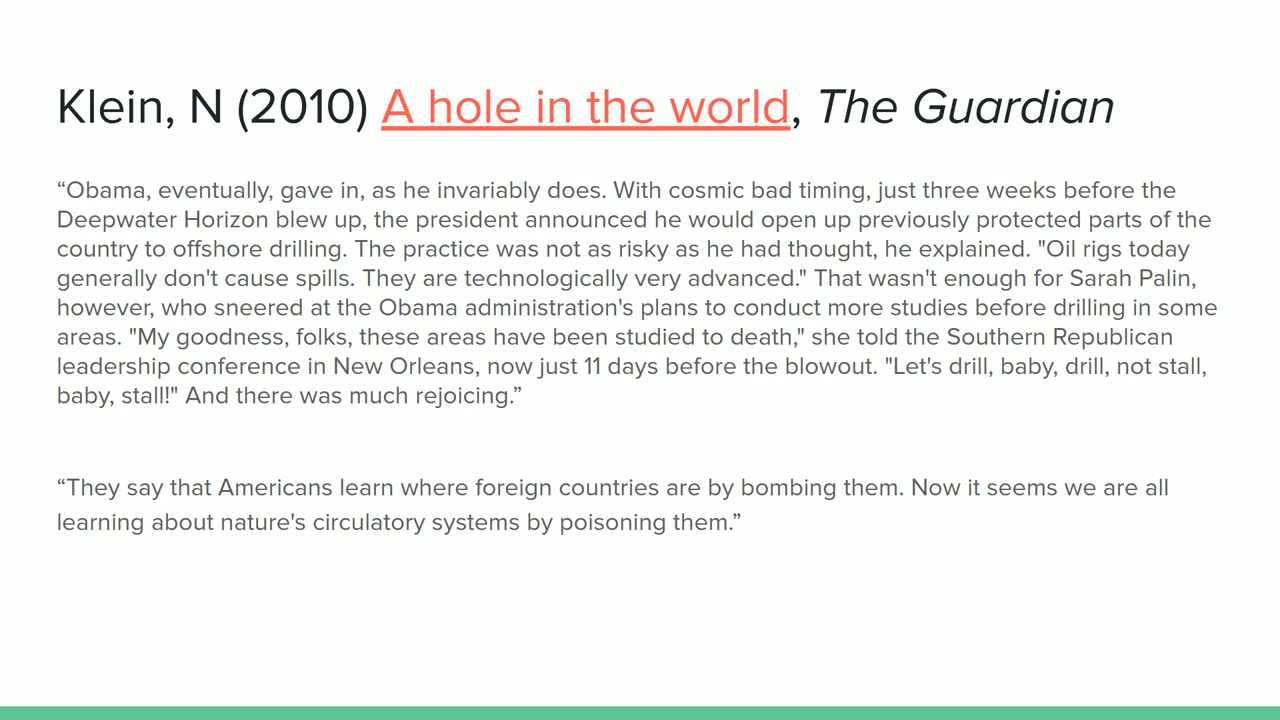 Klein, N (2010) A hole in the world, The Guardian
“Obama, eventually, gave in, as he invariably does. With cosmic bad timing, just three weeks before the
Deepwater Horizon blew up, the president announced he would open up previously protected parts of the
country to offshore drilling. The practice was not as risky as he had thought, he explained. "Oil rigs today
generally don't cause spills. They are technologically very advanced." That wasn't enough for Sarah Palin,
however, who sneered at the Obama administration's plans to conduct more studies before drilling in some
areas. "My goodness, folks, these areas have been studied to death," she told the Southern Republican
leadership conference in New Orleans, now just 11 days before the blowout. "Let's drill, baby, drill, not stall,
baby, stall!" And there was much rejoicing.”
“They say that Americans learn where foreign countries are by bombing them. Now it seems we are all
learning about nature's circulatory systems by poisoning them.”